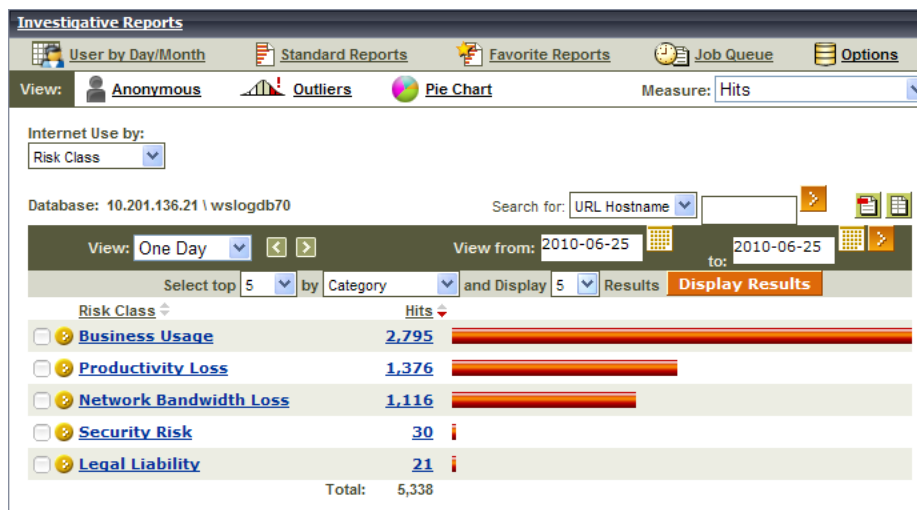 Investigative Reports
User by Day/Month Standard Reports Favorite Reports Job Queue Options
View: Anonymous Outliers Pie Chart Measure: Hits
Internet Use by:
Risk Class
Database: 10.201.136.21 \ wslogdb70 Search for: URL Hostname
View: One Day View from: 2010-06-25 to: 2010-06-25
Select top 5 by Category and Display 5 Results Display Results
Risk Class Hits
Business Usage 2,795
Productivity Loss 1,376
Network Bandwidth Loss 1,116
Security Risk 30
Legal Liability 21
Total: 5,338